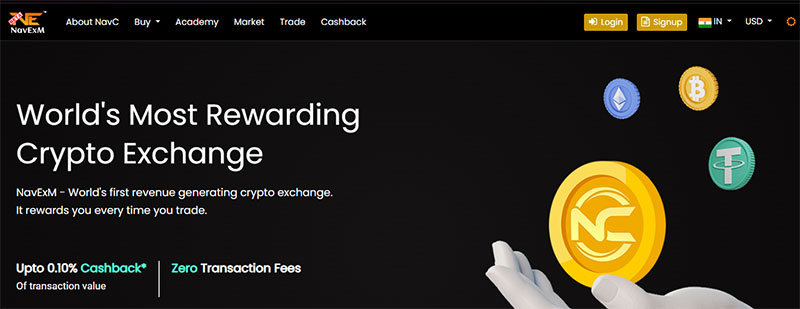 NavExM
About NavC
Buy
Academy
Market
Trade
Cashback
Login
Signup
IN
USD
World's Most Rewarding
Crypto Exchange
NavExM - World's first revenue generating crypto exchange.
It rewards you every time you trade.
Upto 0.10% Cashback*
Of transaction value
Zero Transaction Fees